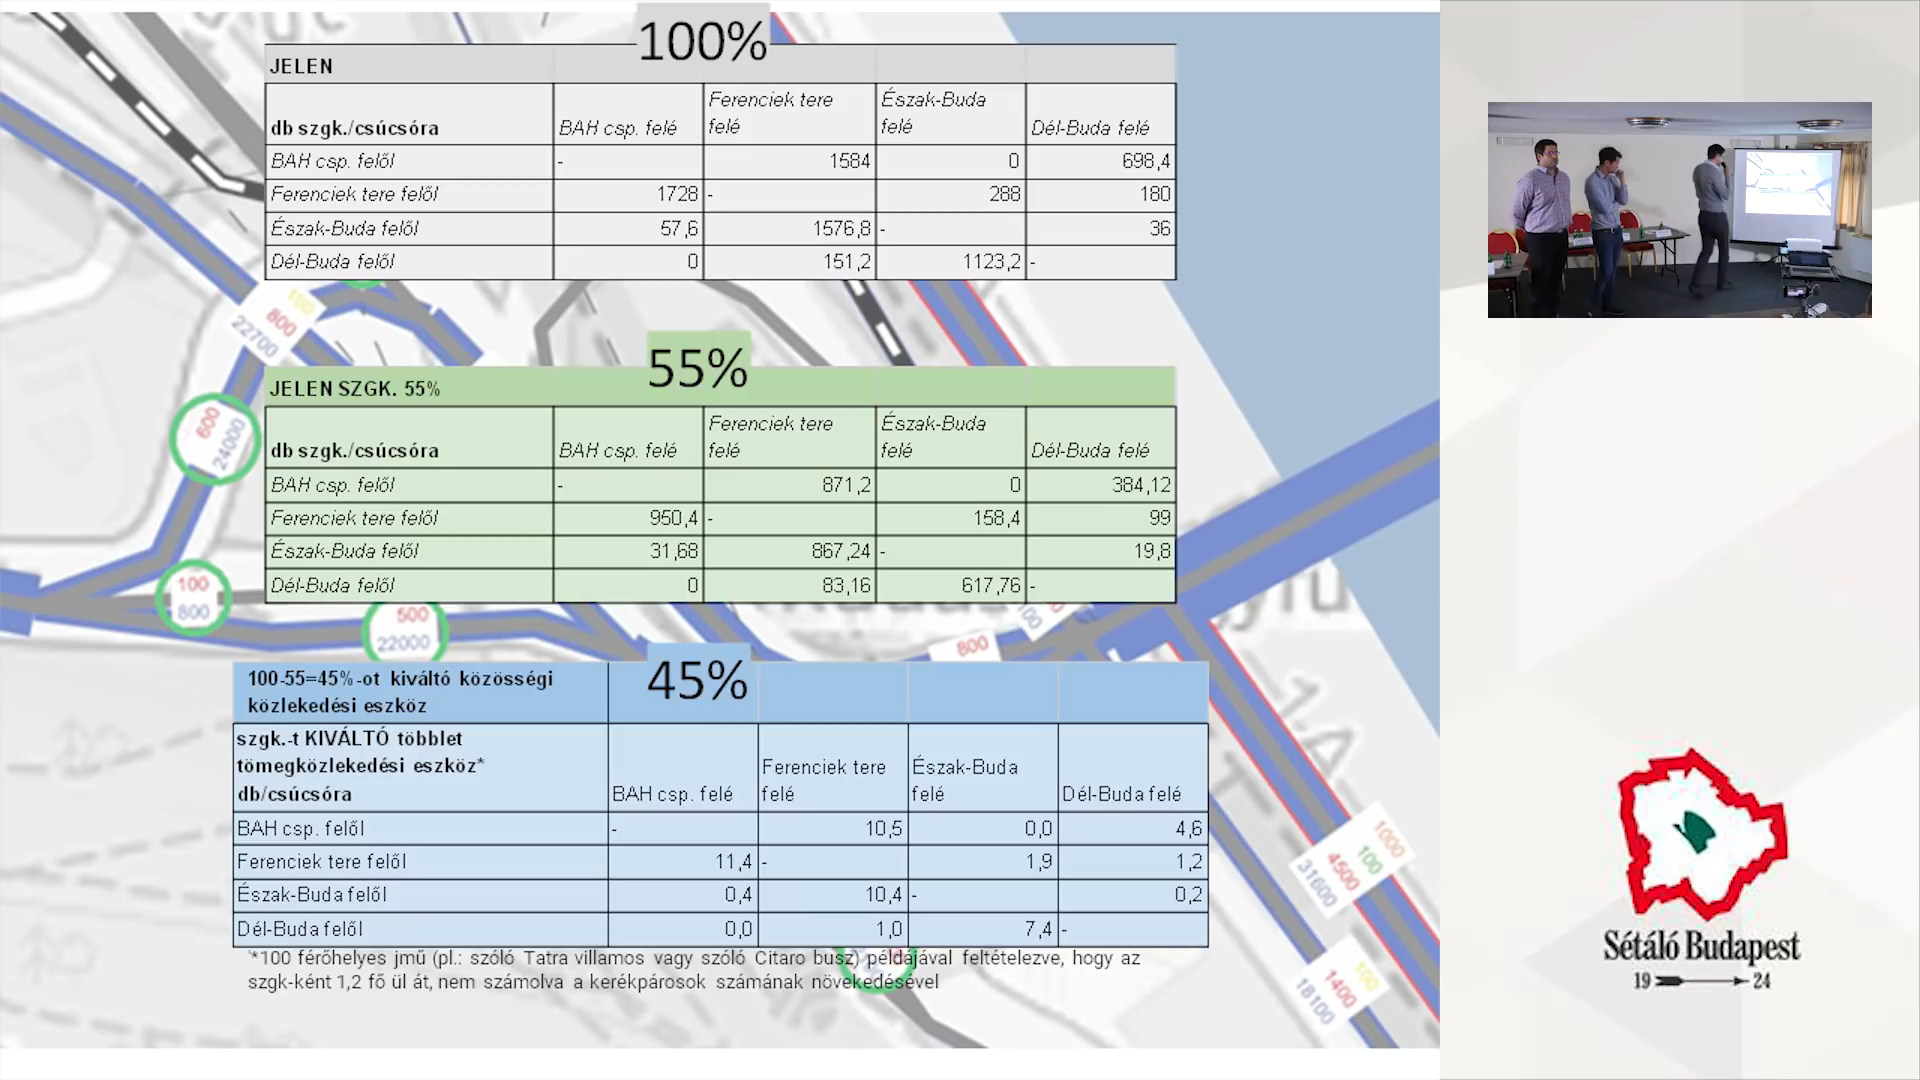 100%
JELEN
db szgk./csúcsóra BAH csp. felé Ferenciek tere felé Észak-Buda felé Dél-Buda felé
BAH csp. felől - 1584 0 698,4
Ferenciek tere felől 1728 - 288 180
Észak-Buda felől 57,6 1576,8 - 36
Dél-Buda felől 0 151,2 1123,2 -
55%
JELEN SZGK. 55%
db szgk./csúcsóra BAH csp. felé Ferenciek tere felé Észak-Buda felé Dél-Buda felé
BAH csp. felől - 871,2 0 384,12
Ferenciek tere felől 950,4 - 158,4 99
Észak-Buda felől 31,68 867,24 - 19,8
Dél-Buda felől 0 83,16 617,76 -
45%
100-55=45%-ot kiváltó közösségi
közlekedési eszköz
szgk.-t KIVÁLTÓ többlet
tömegközlekedési eszköz*
db/csúcsóra BAH csp. felé Ferenciek tere felé Észak-Buda felé Dél-Buda felé
BAH csp. felől - 10,5 0,0 4,6
Ferenciek tere felől 11,4 - 1,9 1,2
Észak-Buda felől 0,4 10,4 - 0,2
Dél-Buda felől 0,0 1,0 7,4 -
*100 férőhelyes jmű (pl.: szóló Tatra villamos vagy szóló Citaro busz) példájával feltételezve, hogy az
szgk-ként 1,2 fő ül át, nem számolva a kerékpárosok számának növekedésével
100
800
22700
600
24000
100
800
500
22000
800
1000
100
4500
31600
100
1400
18100
Sétáló Budapest
19 24